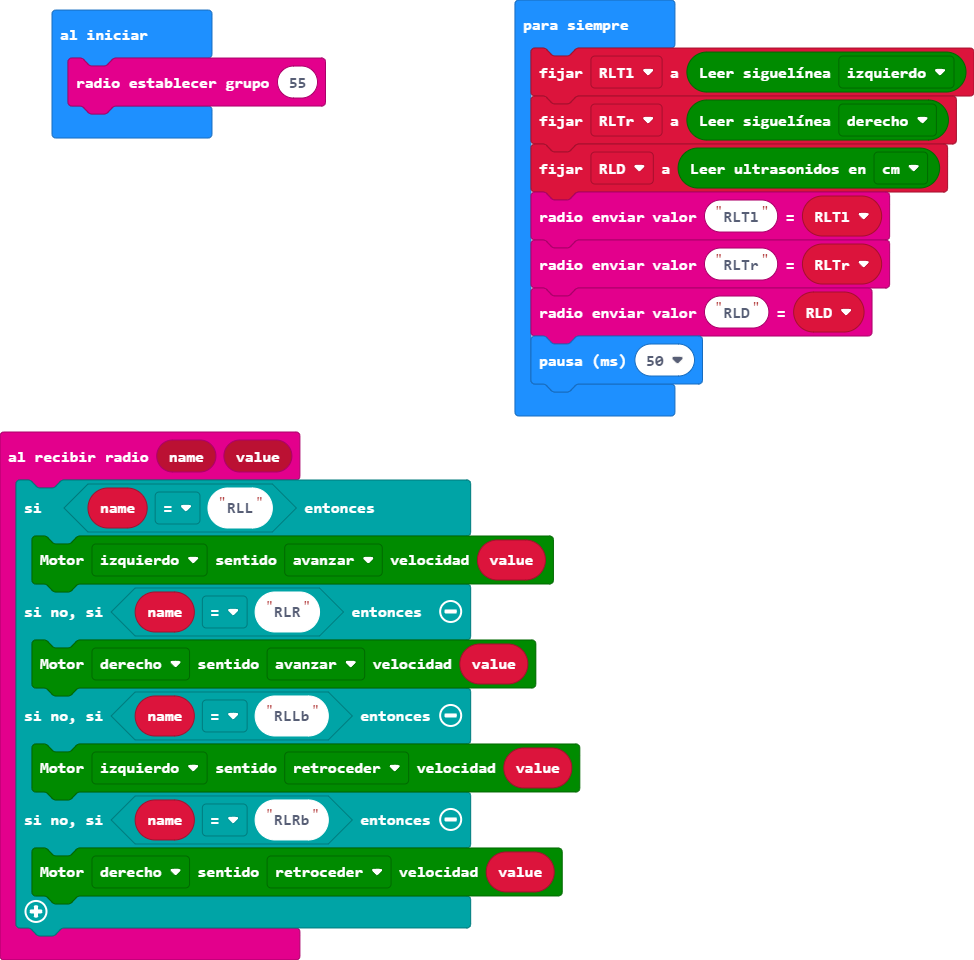 al iniciar
radio establecer grupo 55
para siempre
fijar RLTl a Leer siguelínea izquierdo
fijar RLTr a Leer siguelínea derecho
fijar RLD a Leer ultrasonidos en cm
radio enviar valor "RLTl" = RLTl
radio enviar valor "RLTr" = RLTr
radio enviar valor "RLD" = RLD
pausa (ms) 50
al recibir radio name value
si name = "RLL" entonces
Motor izquierdo sentido avanzar velocidad value
si no, si name = "RLR" entonces
Motor derecho sentido avanzar velocidad value
si no, si name = "RLLb" entonces
Motor izquierdo sentido retroceder velocidad value
si no, si name = "RLRb" entonces
Motor derecho sentido retroceder velocidad value